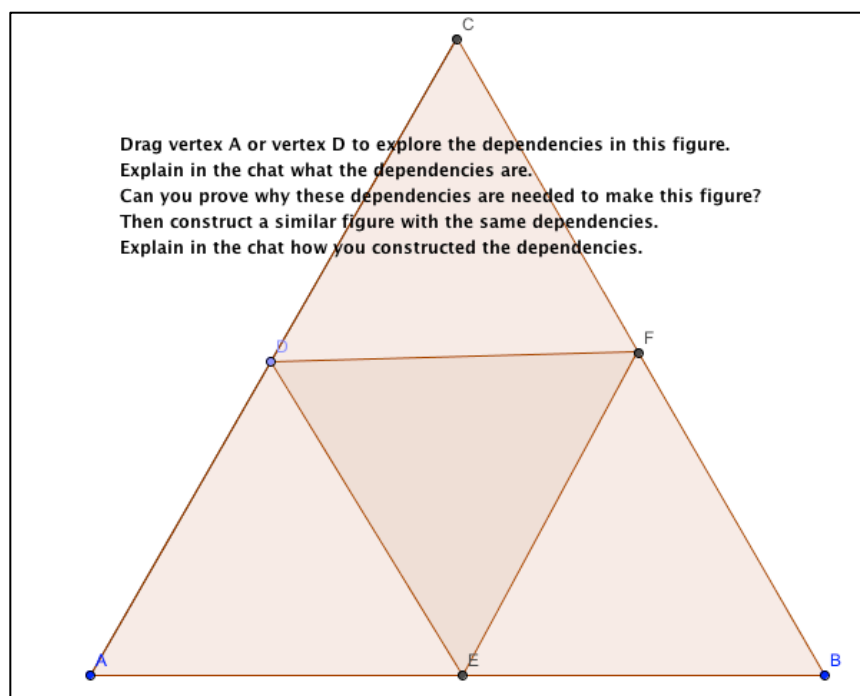 C
Drag vertex A or vertex D to explore the dependencies in this figure.
Explain in the chat what the dependencies are.
Can you prove why these dependencies are needed to make this figure?
Then construct a similar figure with the same dependencies.
Explain in the chat how you constructed the dependencies.
D
F
A
E
B